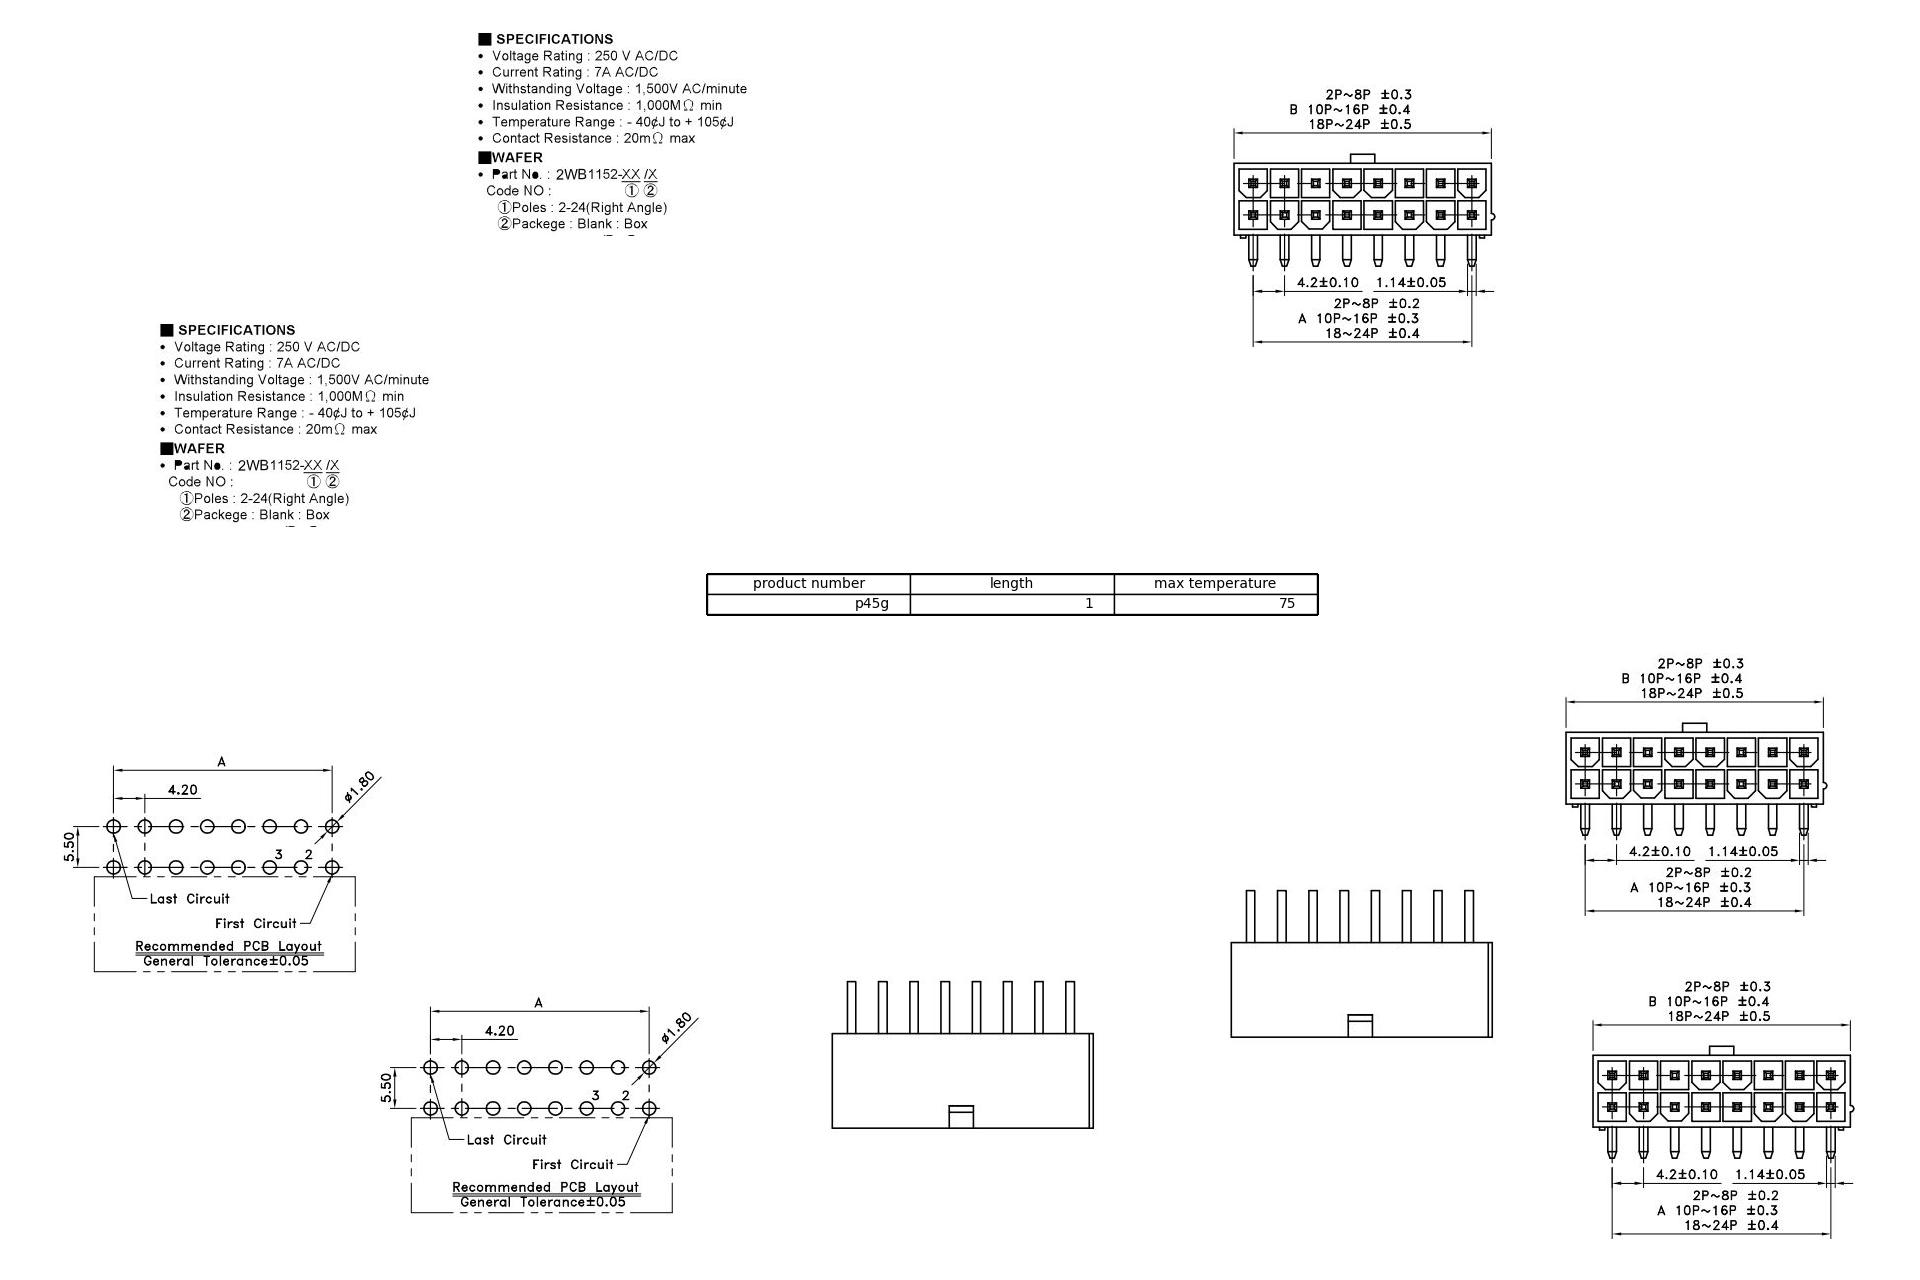 ■ SPECIFICATIONS
• Voltage Rating : 250 V AC/DC
• Current Rating : 7A AC/DC
• Withstanding Voltage : 1,500V AC/minute
• Insulation Resistance : 1,000MΩ min
• Temperature Range : - 40¢J to + 105¢J
• Contact Resistance : 20mΩ max
■WAFER
• Part No. : 2WB1152-XX /X
Code NO : ① ②
①Poles : 2-24(Right Angle)
②Packege : Blank : Box
2P~8P ±0.3
B 10P~16P ±0.4
18P~24P ±0.5
4.2±0.10 1.14±0.05
2P~8P ±0.2
A 10P~16P ±0.3
18~24P ±0.4
■ SPECIFICATIONS
• Voltage Rating : 250 V AC/DC
• Current Rating : 7A AC/DC
• Withstanding Voltage : 1,500V AC/minute
• Insulation Resistance : 1,000MΩ min
• Temperature Range : - 40¢J to + 105¢J
• Contact Resistance : 20mΩ max
■WAFER
• Part No. : 2WB1152-XX /X
Code NO : ① ②
①Poles : 2-24(Right Angle)
②Packege : Blank : Box
product number length max temperature
p45g 1 75
2P~8P ±0.3
B 10P~16P ±0.4
18P~24P ±0.5
4.2±0.10 1.14±0.05
2P~8P ±0.2
A 10P~16P ±0.3
18~24P ±0.4
A
4.20
ø1.80
5.50
3 2
Last Circuit
First Circuit
Recommended PCB Layout
General Tolerance±0.05
A
4.20
ø1.80
5.50
3 2
Last Circuit
First Circuit
Recommended PCB Layout
General Tolerance±0.05
2P~8P ±0.3
B 10P~16P ±0.4
18P~24P ±0.5
4.2±0.10 1.14±0.05
2P~8P ±0.2
A 10P~16P ±0.3
18~24P ±0.4